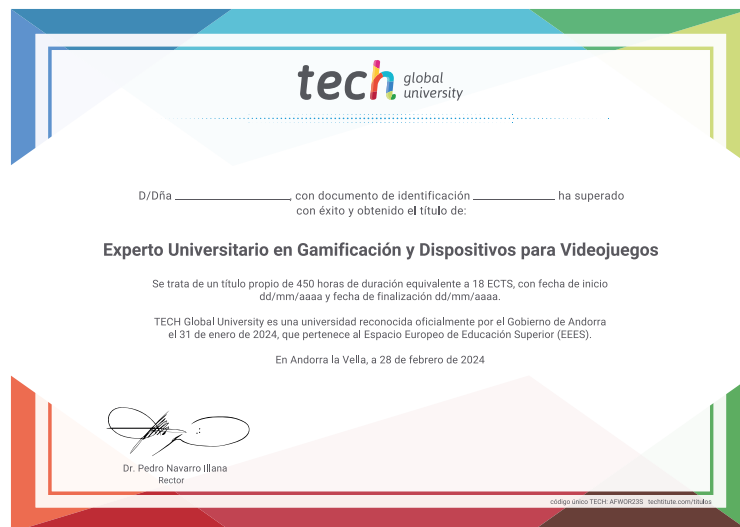 tech global university
D/Dña ______________, con documento de identificación __________ ha superado
con éxito y obtenido el título de:
Experto Universitario en Gamificación y Dispositivos para Videojuegos
Se trata de un título propio de 450 horas de duración equivalente a 18 ECTS, con fecha de inicio
dd/mm/aaaa y fecha de finalización dd/mm/aaaa.
TECH Global University es una universidad reconocida oficialmente por el Gobierno de Andorra
el 31 de enero de 2024, que pertenece al Espacio Europeo de Educación Superior (EEES).
En Andorra la Vella, a 28 de febrero de 2024
Dr. Pedro Navarro Illana
Rector
código único TECH: AFWOR23S techtitute.com/titulos